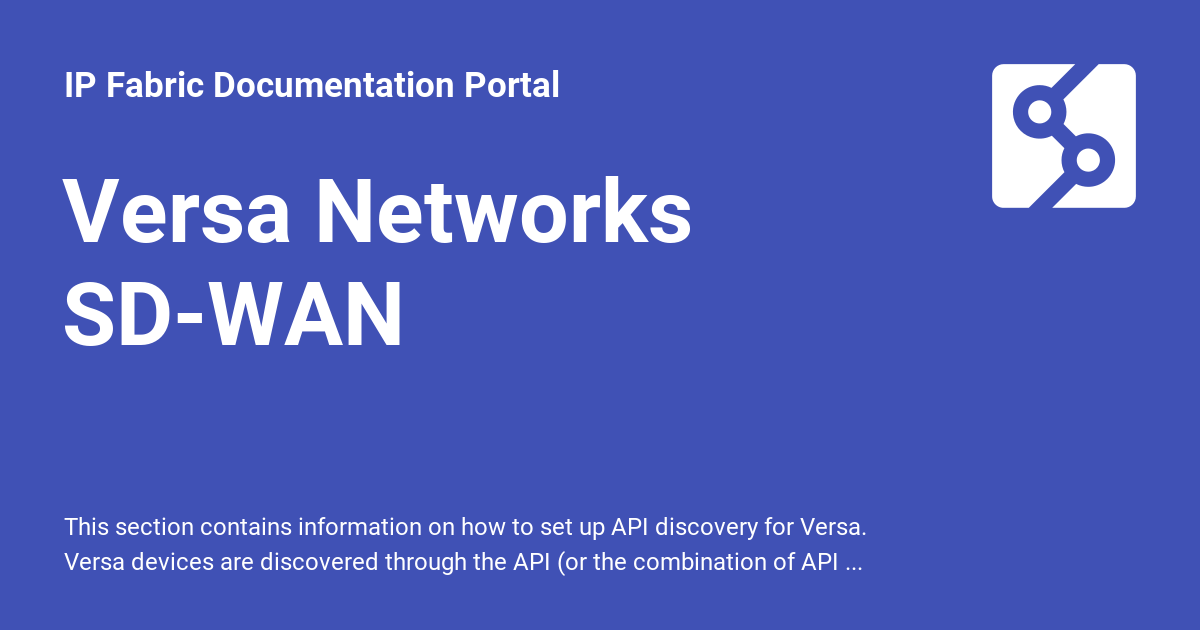 IP Fabric Documentation Portal
Versa Networks
SD-WAN
This section contains information on how to set up API discovery for Versa.
Versa devices are discovered through the API (or the combination of API ...